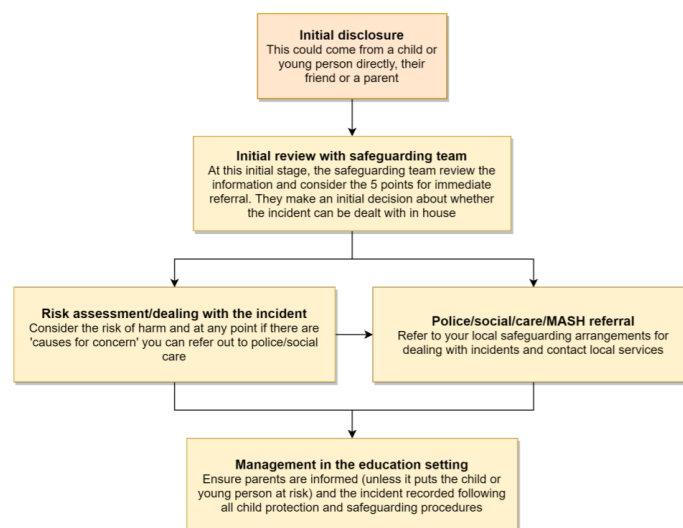 Initial disclosure
This could come from a child or
young person directly, their
friend or a parent
Initial review with safeguarding team
At this initial stage, the safeguarding team review the
information and consider the 5 points for immediate
referral. They make an initial decision about whether
the incident can be dealt with in house
Risk assessment/dealing with the incident
Consider the risk of harm and at any point if there are
'causes for concern' you can refer out to police/social
care
Police/social/care/MASH referral
Refer to your local safeguarding arrangements for
dealing with incidents and contact local services
Management in the education setting
Ensure parents are informed (unless it puts the child or
young person at risk) and the incident recorded following
all child protection and safeguarding procedures